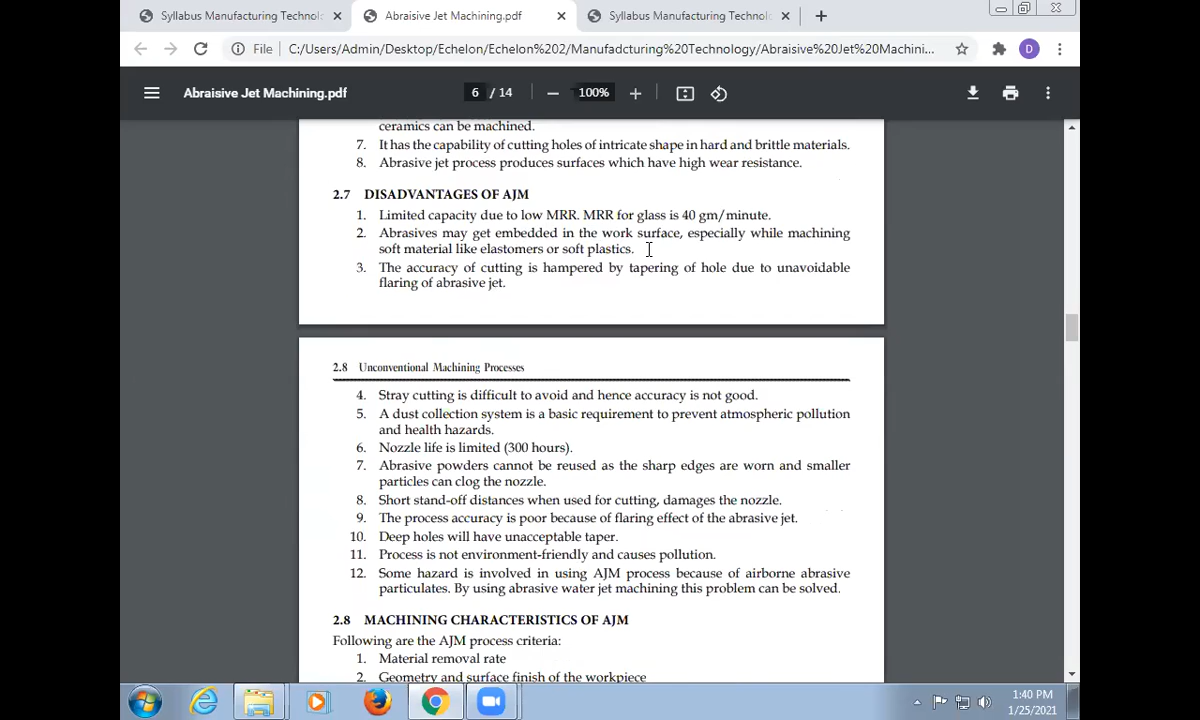 Syllabus Manufacturing Technol
Abraisive Jet Machining.pdf
Syllabus Manufacturing Technol
File
C:/Users/Admin/Desktop/Echelon/Echelon%202/Manufadcturing%20Technology/Abraisive%20Jet%20Machini...
D
Abraisive Jet Machining.pdf
6 / 14
100%
ceramics can be machined.
7. It has the capability of cutting holes of intricate shape in hard and brittle materials.
8. Abrasive jet process produces surfaces which have high wear resistance.
2.7 DISADVANTAGES OF AJM
1. Limited capacity due to low MRR. MRR for glass is 40 gm/minute.
2. Abrasives may get embedded in the work surface, especially while machining
soft material like elastomers or soft plastics.
3. The accuracy of cutting is hampered by tapering of hole due to unavoidable
flaring of abrasive jet.
2.8 Unconventional Machining Processes
4. Stray cutting is difficult to avoid and hence accuracy is not good.
5. A dust collection system is a basic requirement to prevent atmospheric pollution
and health hazards.
6. Nozzle life is limited (300 hours).
7. Abrasive powders cannot be reused as the sharp edges are worn and smaller
particles can clog the nozzle.
8. Short stand-off distances when used for cutting, damages the nozzle.
9. The process accuracy is poor because of flaring effect of the abrasive jet.
10. Deep holes will have unacceptable taper.
11. Process is not environment-friendly and causes pollution.
12. Some hazard is involved in using AJM process because of airborne abrasive
particulates. By using abrasive water jet machining this problem can be solved.
2.8 MACHINING CHARACTERISTICS OF AJM
Following are the AJM process criteria:
1. Material removal rate
2. Geometry and surface finish of the workpiece
1:40 PM
1/25/2021